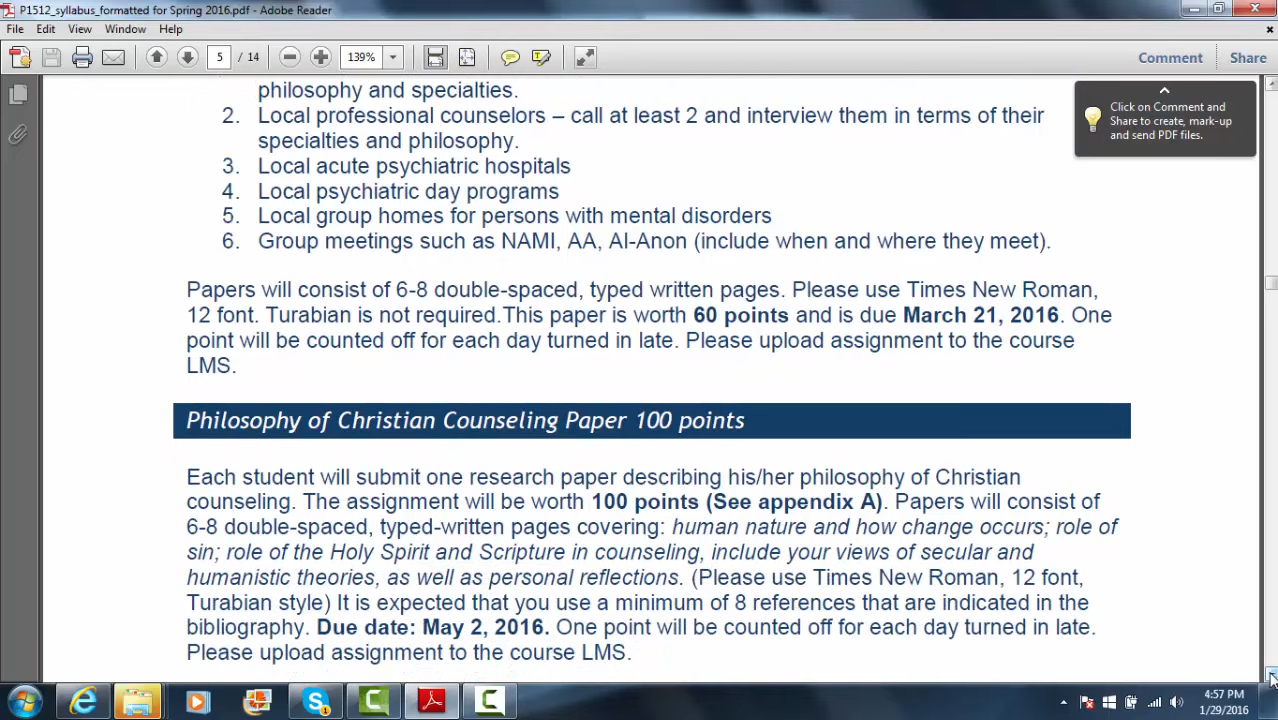 P1512_syllabus_formatted for Spring 2016.pdf - Adobe Reader
File Edit View Window Help
5 / 14 139% Comment Share
Click on Comment and
Share to create, mark-up
and send PDF files.
philosophy and specialties.
2. Local professional counselors – call at least 2 and interview them in terms of their
specialties and philosophy.
3. Local acute psychiatric hospitals
4. Local psychiatric day programs
5. Local group homes for persons with mental disorders
6. Group meetings such as NAMI, AA, Al-Anon (include when and where they meet).
Papers will consist of 6-8 double-spaced, typed written pages. Please use Times New Roman,
12 font. Turabian is not required.This paper is worth 60 points and is due March 21, 2016. One
point will be counted off for each day turned in late. Please upload assignment to the course
LMS.
Philosophy of Christian Counseling Paper 100 points
Each student will submit one research paper describing his/her philosophy of Christian
counseling. The assignment will be worth 100 points (See appendix A). Papers will consist of
6-8 double-spaced, typed-written pages covering: human nature and how change occurs; role of
sin; role of the Holy Spirit and Scripture in counseling, include your views of secular and
humanistic theories, as well as personal reflections. (Please use Times New Roman, 12 font,
Turabian style) It is expected that you use a minimum of 8 references that are indicated in the
bibliography. Due date: May 2, 2016. One point will be counted off for each day turned in late.
Please upload assignment to the course LMS.
4:57 PM
1/29/2016